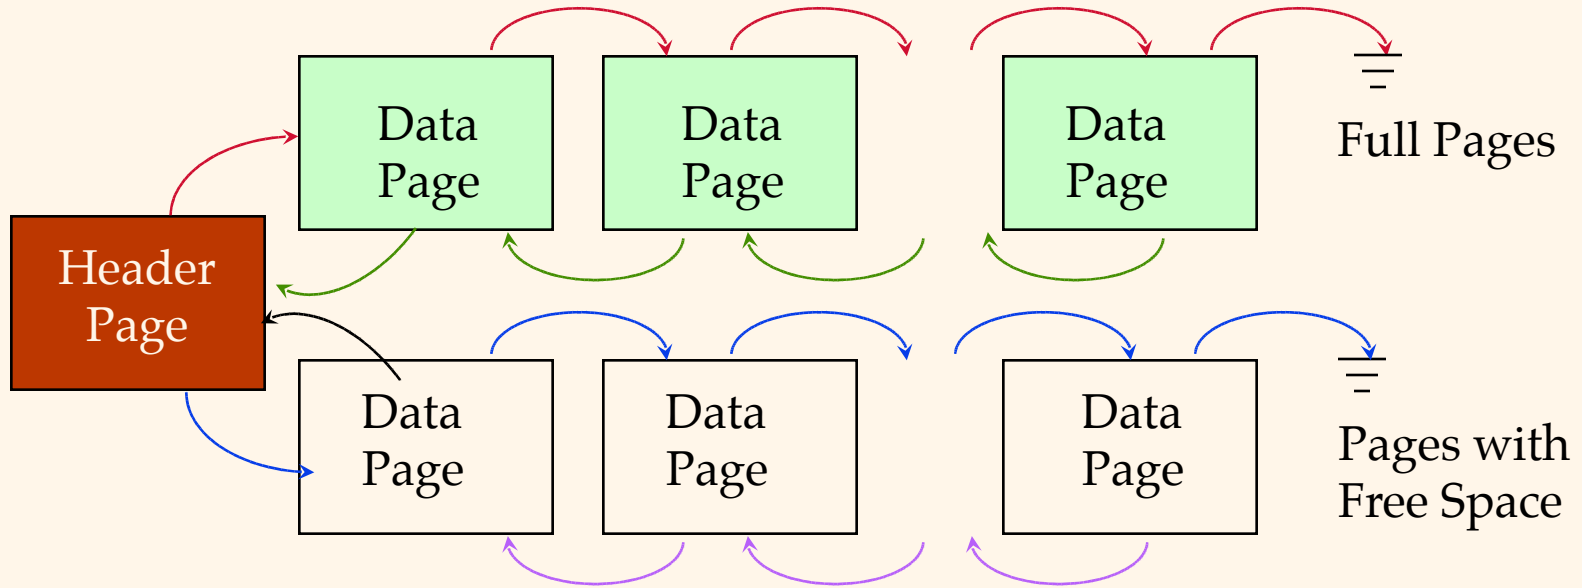 Data
Page
Data
Page
Data
Page
Full Pages
Header
Page
Data
Page
Data
Page
Data
Page
Pages with
Free Space